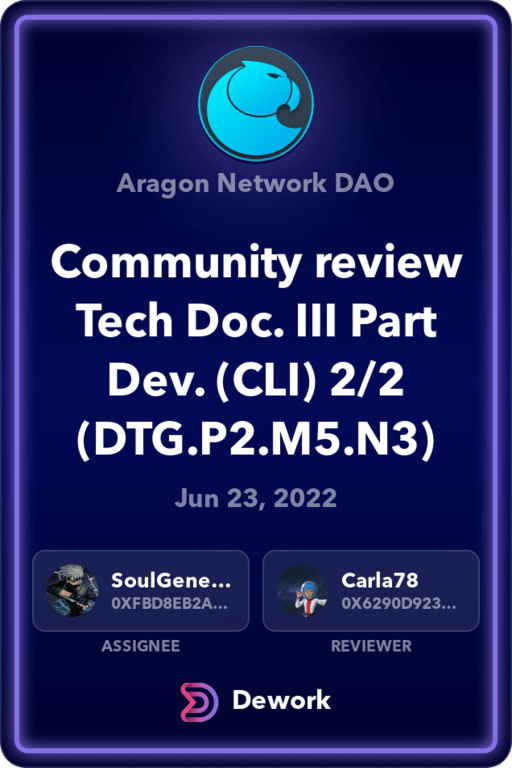 Aragon Network DAO
Community review
Tech Doc. III Part
Dev. (CLI) 2/2
(DTG.P2.M5.N3)
Jun 23, 2022
SoulGene...
0XFBD8EB2A...
ASSIGNEE
Carla78
0X6290D923...
REVIEWER
Dework